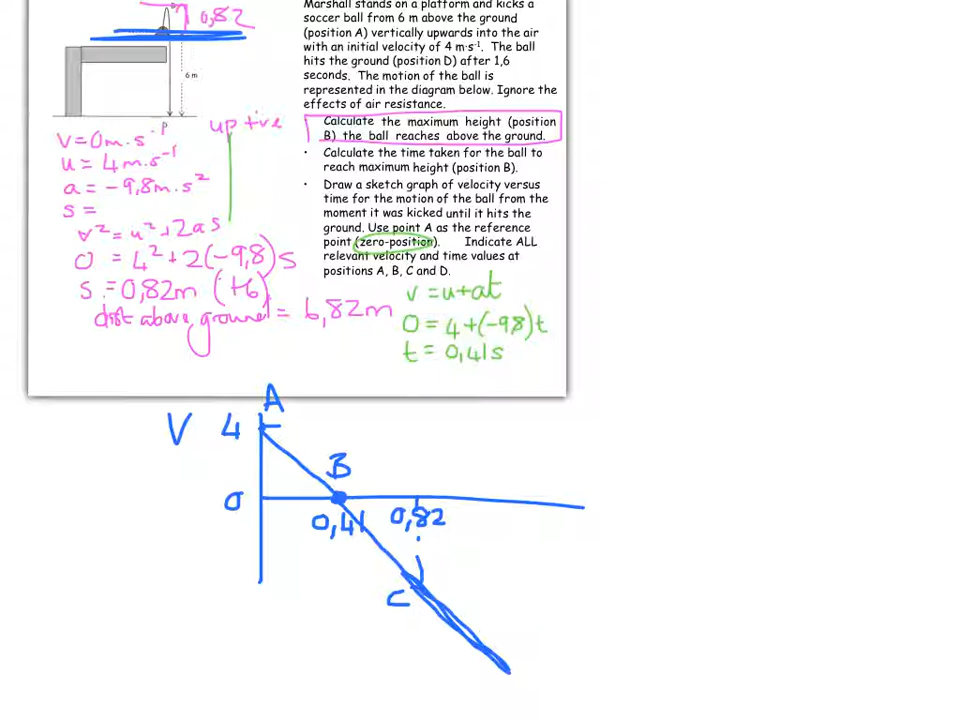 Marshall stands on a platform and kicks a
soccer ball from 6 m above the ground
(position A) vertically upwards into the air
with an initial velocity of 4 m·s⁻¹. The ball
hits the ground (position D) after 1,6
seconds. The motion of the ball is
represented in the diagram below. Ignore the
effects of air resistance.
Calculate the maximum height (position
B) the ball reaches above the ground.
• Calculate the time taken for the ball to
reach maximum height (position B).
• Draw a sketch graph of velocity versus
time for the motion of the ball from the
moment it was kicked until it hits the
ground. Use point A as the reference
point (zero-position). Indicate ALL
relevant velocity and time values at
positions A, B, C and D.
0,82
6 m
up +ive
v = 0 m.s⁻¹
u = 4 m.s⁻¹
a = -9,8 m.s²
s =
v² = u² + 2as
0 = 4² + 2(-9,8)s
s = 0,82m (+6)
dist above ground = 6,82m
v = u+at
0 = 4+(-9,8)t
t = 0,41s
A
V 4
B
0
0,41 0,82
C